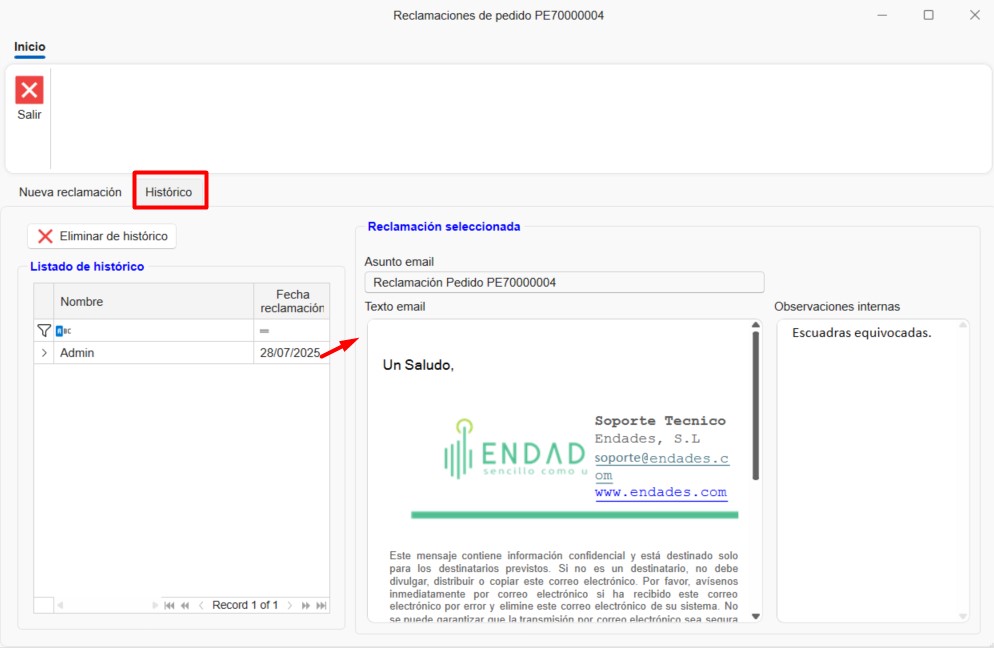 Reclamaciones de pedido PE70000004
Inicio
Salir
Nueva reclamación
Histórico
Eliminar de histórico
Listado de histórico
Nombre
Fecha
reclamación
ABC
=
Admin
28/07/2025
Record 1 of 1
Reclamación seleccionada
Asunto email
Reclamación Pedido PE70000004
Texto email
Un Saludo,
ENDAD
sencillo como u
Soporte Tecnico
Endades, S.L
soporte@endades.c
om
www.endades.com
Este mensaje contiene información confidencial y está destinado solo
para los destinatarios previstos. Si no es un destinatario, no debe
divulgar, distribuir o copiar este correo electrónico. Por favor, avísenos
inmediatamente por correo electrónico si ha recibido este correo
electrónico por error y elimine este correo electrónico de su sistema. No
se puede garantizar que la transmisión por correo electrónico sea segura
Observaciones internas
Escuadras equivocadas.